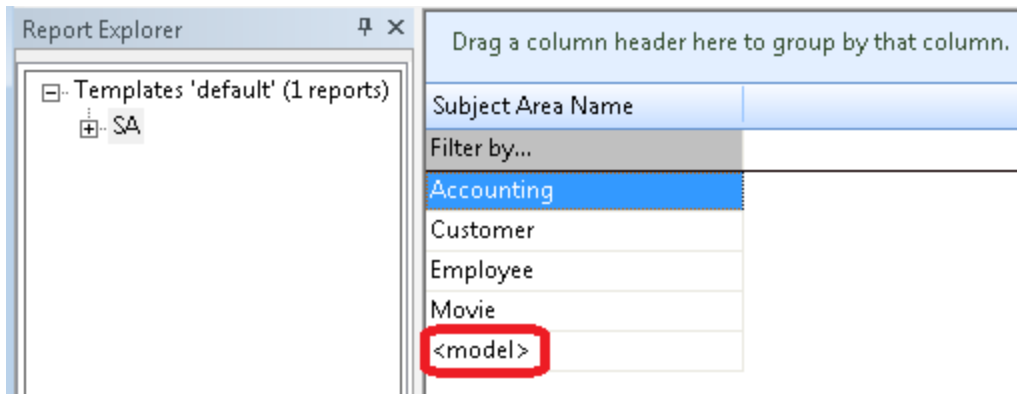 Report Explorer
Templates 'default' (1 reports)
SA
Drag a column header here to group by that column.
Subject Area Name
Filter by...
Accounting
Customer
Employee
Movie
<model>